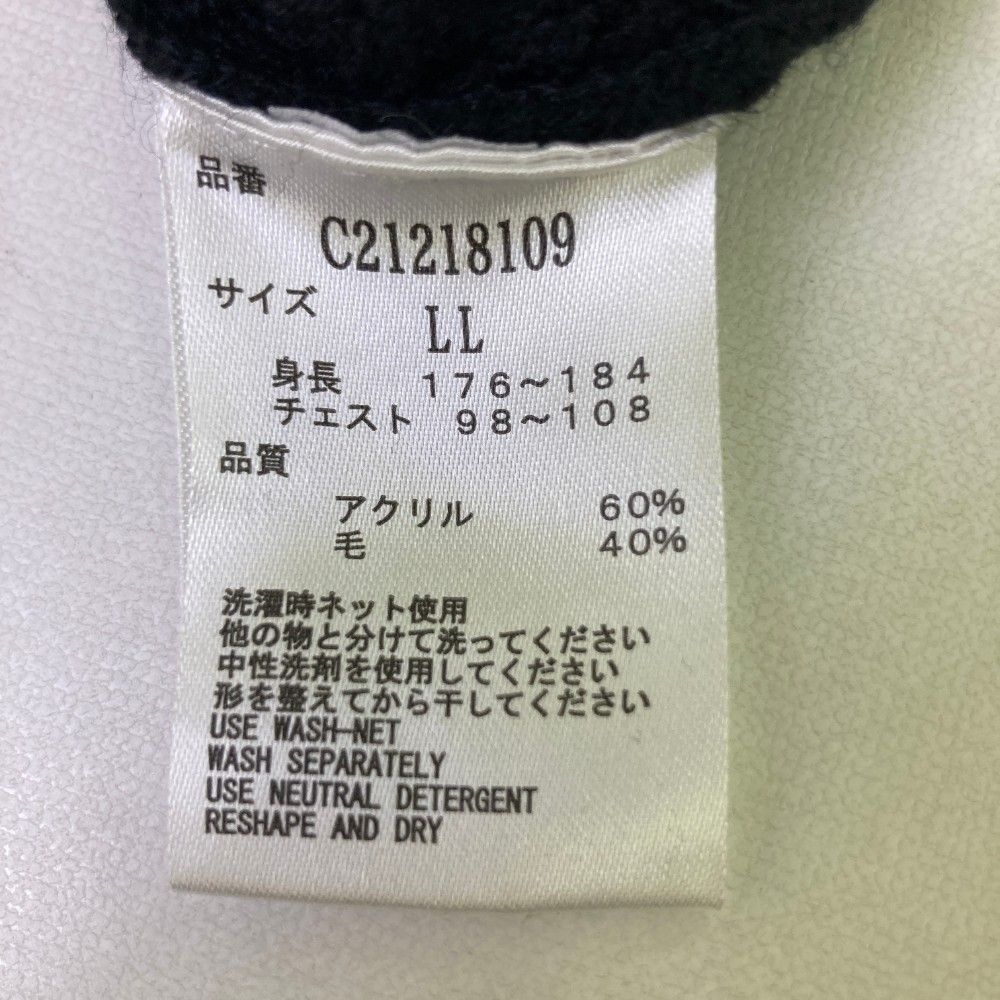 品番
C21218109
サイズ
LL
身長 176～184
チェスト 98～108
品質
アクリル 60%
毛 40%
洗濯時ネット使用
他の物と分けて洗ってください
中性洗剤を使用してください
形を整えてから干してください
USE WASH-NET
WASH SEPARATELY
USE NEUTRAL DETERGENT
RESHAPE AND DRY